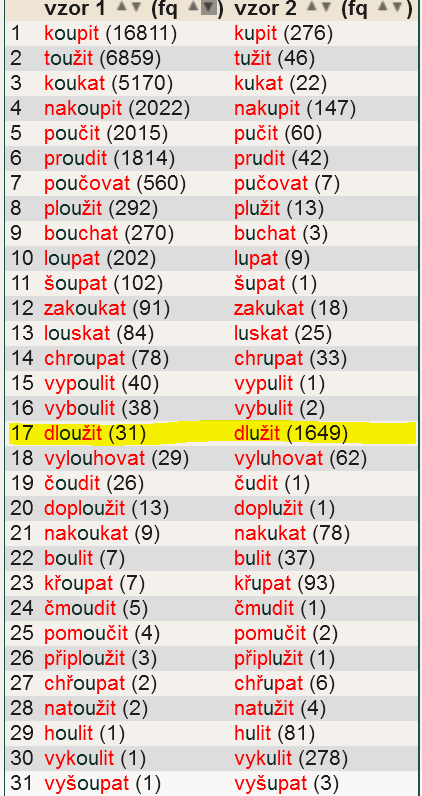 vzor 1 ▲▼ (fq ▲▼) vzor 2 ▲▼ (fq ▲▼)
1 koupit (16811) kupit (276)
2 toužit (6859) tužit (46)
3 koukat (5170) kukat (22)
4 nakoupit (2022) nakupit (147)
5 poučit (2015) pučit (60)
6 proudit (1814) prudit (42)
7 poučovat (560) pučovat (7)
8 ploužit (292) plužit (13)
9 bouchat (270) buchat (3)
10 loupat (202) lupat (9)
11 šoupat (102) šupat (1)
12 zakoukat (91) zakukat (18)
13 louskat (84) luskat (25)
14 chroupat (78) chrupat (33)
15 vypoulit (40) vypulit (1)
16 vyboulit (38) vybulit (2)
17 dloužit (31) dlužit (1649)
18 vylouhovat (29) vyluhovat (62)
19 čoudit (26) čudit (1)
20 doploužit (13) doplužit (1)
21 nakoukat (9) nakukat (78)
22 boulit (7) bulit (37)
23 křoupat (7) křupat (93)
24 čmoudit (5) čmudit (1)
25 pomoučit (4) pomučit (2)
26 připloužit (3) připlužit (1)
27 chřoupat (2) chřupat (6)
28 natoužit (2) natužit (4)
29 houlit (1) hulit (81)
30 vykoulit (1) vykulit (278)
31 vyšoupat (1) vyšupat (3)